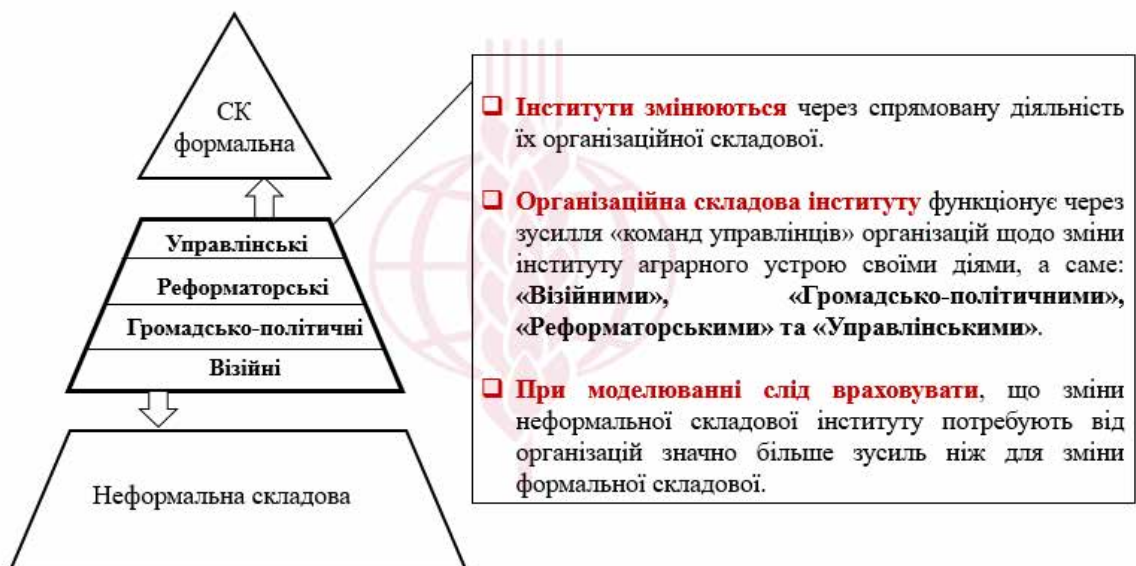 СК
формальна
Управлінські
Реформаторські
Громадсько-політичні
Візійні
Неформальна складова
Інститути змінюються через спрямовану діяльність
їх організаційної складової.
Організаційна складова інституту функціонує через
зусилля «команд управлінців» організацій щодо зміни
інституту аграрного устрою своїми діями, а саме:
«Візійними», «Громадсько-політичними»,
«Реформаторськими» та «Управлінськими».
При моделюванні слід враховувати, що зміни
неформальної складової інституту потребують від
організацій значно більше зусиль ніж для зміни
формальної складової.